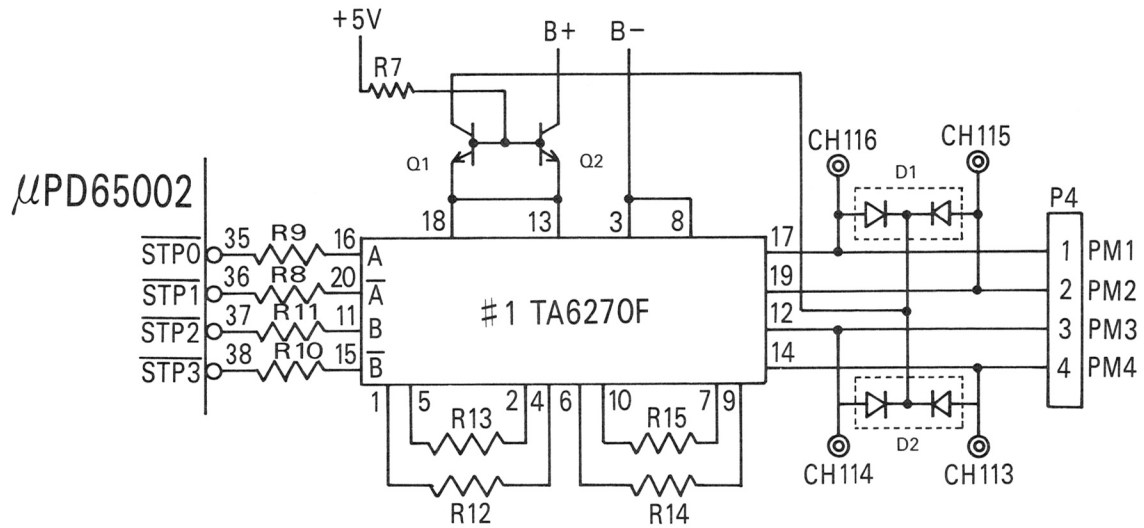 +5V
B+ B−
R7
CH116 CH115
Q1 Q2
D1
μPD65002
P4
18 13 3 8
STP0 35 R9 16 A 17 1 PM1
STP1 36 R8 20 A 19 2 PM2
#1 TA6270F
STP2 37 R11 11 B 12 3 PM3
STP3 38 R10 15 B 14 4 PM4
1 5 2 4 6 10 7 9
R13 R15
D2
CH114 CH113
R12 R14